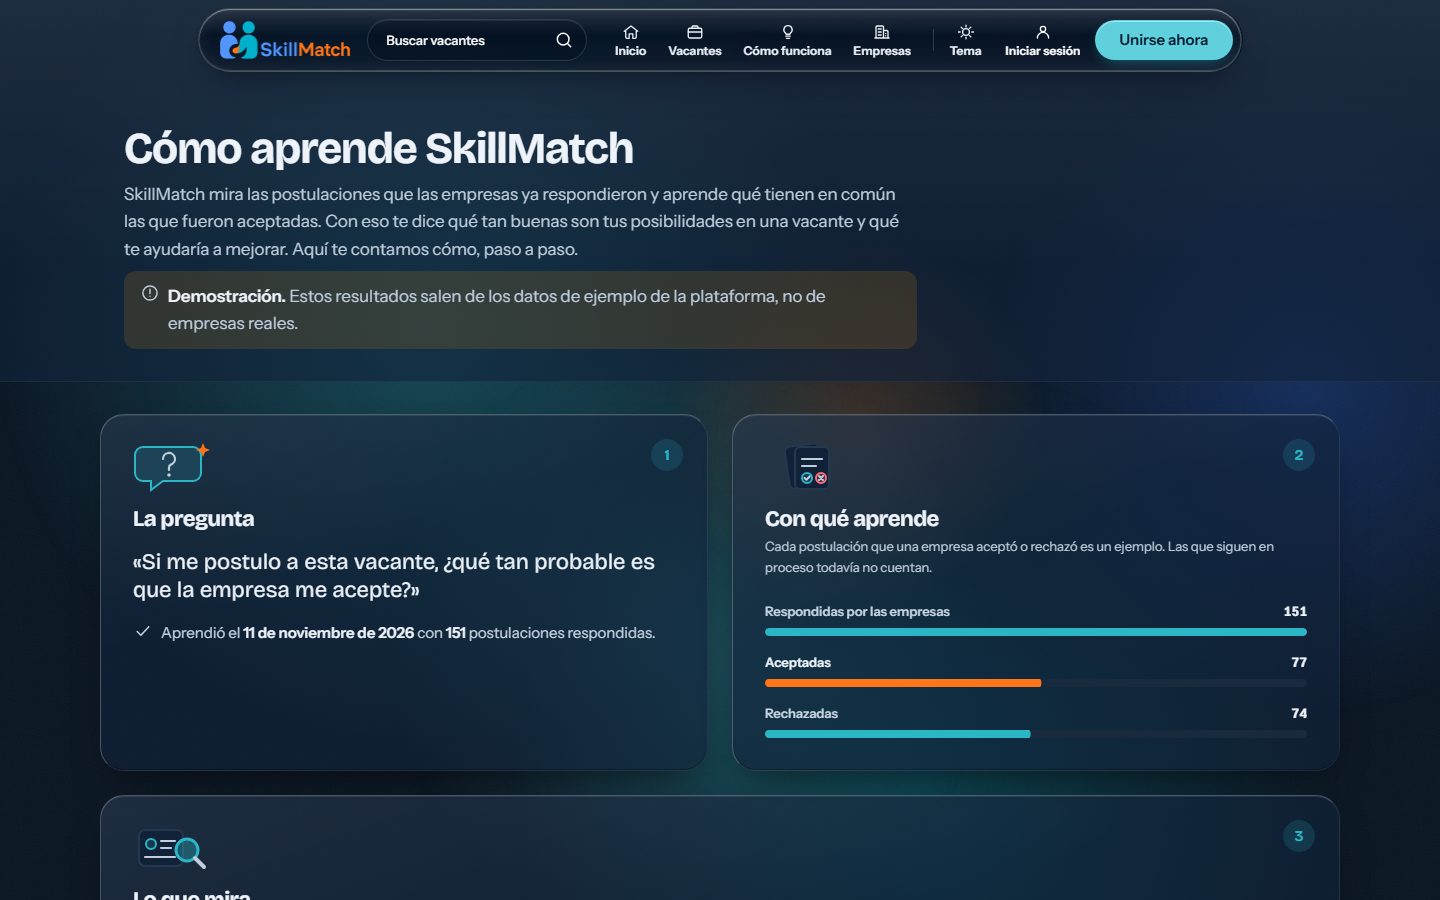 SkillMatch
Buscar vacantes
Inicio
Vacantes
Cómo funciona
Empresas
Tema
Iniciar sesión
Unirse ahora
Cómo aprende SkillMatch
SkillMatch mira las postulaciones que las empresas ya respondieron y aprende qué tienen en común
las que fueron aceptadas. Con eso te dice qué tan buenas son tus posibilidades en una vacante y qué
te ayudaría a mejorar. Aquí te contamos cómo, paso a paso.
Demostración. Estos resultados salen de los datos de ejemplo de la plataforma, no de
empresas reales.
?
1
La pregunta
«Si me postulo a esta vacante, ¿qué tan probable es
que la empresa me acepte?»
Aprendió el 11 de noviembre de 2026 con 151 postulaciones respondidas.
2
Con qué aprende
Cada postulación que una empresa aceptó o rechazó es un ejemplo. Las que siguen en
proceso todavía no cuentan.
Respondidas por las empresas 151
Aceptadas 77
Rechazadas 74
3
Lo que mira